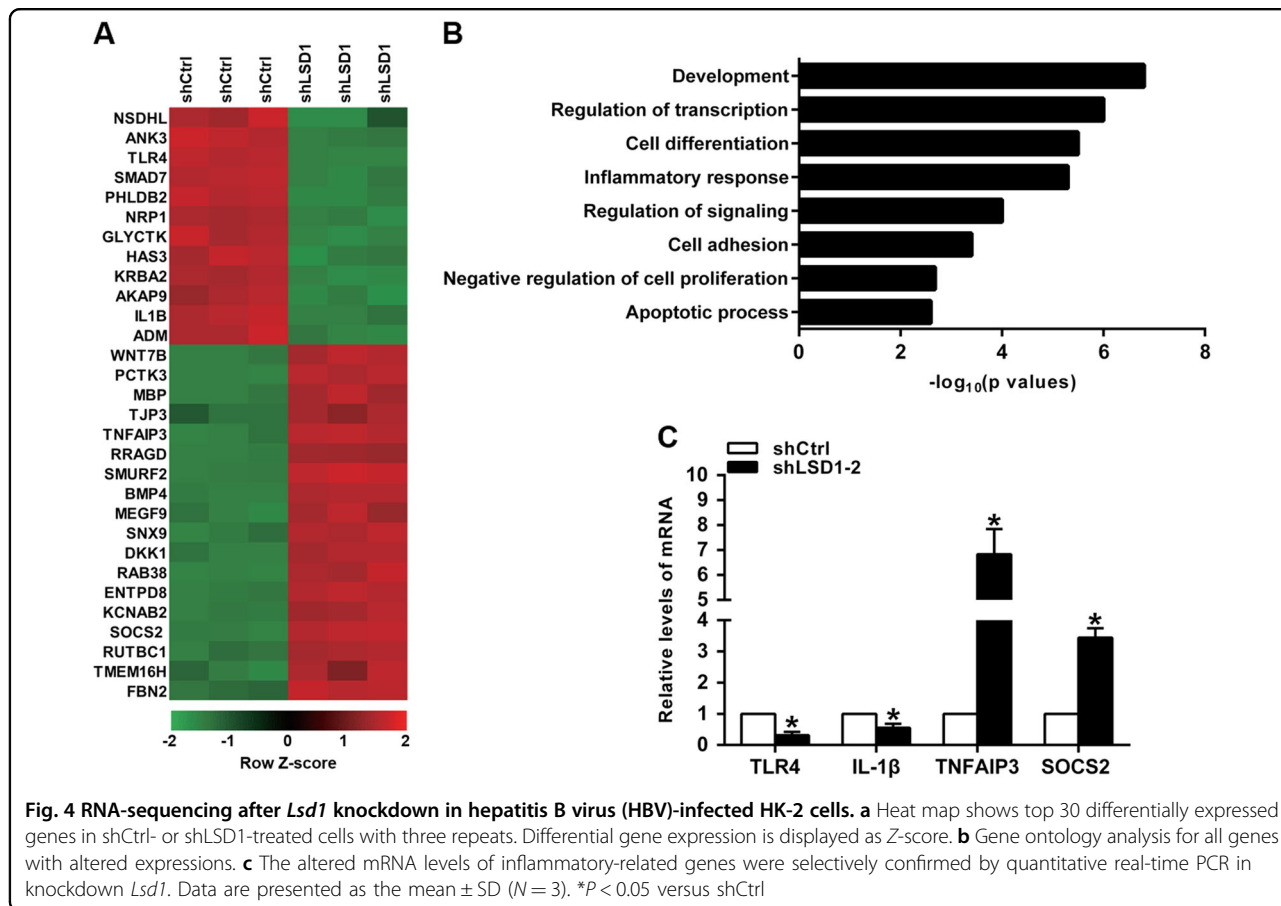 A
shCtrl
shCtrl
shCtrl
shLSD1
shLSD1
shLSD1
NSDHL
ANK3
TLR4
SMAD7
PHLDB2
NRP1
GLYCTK
HAS3
KRBA2
AKAP9
IL1B
ADM
WNT7B
PCTK3
MBP
TJP3
TNFAIP3
RRAGD
SMURF2
BMP4
MEGF9
SNX9
DKK1
RAB38
ENTPD8
KCNAB2
SOCS2
RUTBC1
TMEM16H
FBN2
-2 -1 0 1 2
Row Z-score
B
Development
Regulation of transcription
Cell differentiation
Inflammatory response
Regulation of signaling
Cell adhesion
Negative regulation of cell proliferation
Apoptotic process
0 2 4 6 8
-log10(p values)
C
shCtrl
shLSD1-2
Relative levels of mRNA
10
9
8
7
6
5
4
3
2
1
0
* * * *
TLR4 IL-1β TNFAIP3 SOCS2
Fig. 4 RNA-sequencing after Lsd1 knockdown in hepatitis B virus (HBV)-infected HK-2 cells. a Heat map shows top 30 differentially expressed
genes in shCtrl- or shLSD1-treated cells with three repeats. Differential gene expression is displayed as Z-score. b Gene ontology analysis for all genes
with altered expressions. c The altered mRNA levels of inflammatory-related genes were selectively confirmed by quantitative real-time PCR in
knockdown Lsd1. Data are presented as the mean ± SD (N = 3). *P < 0.05 versus shCtrl